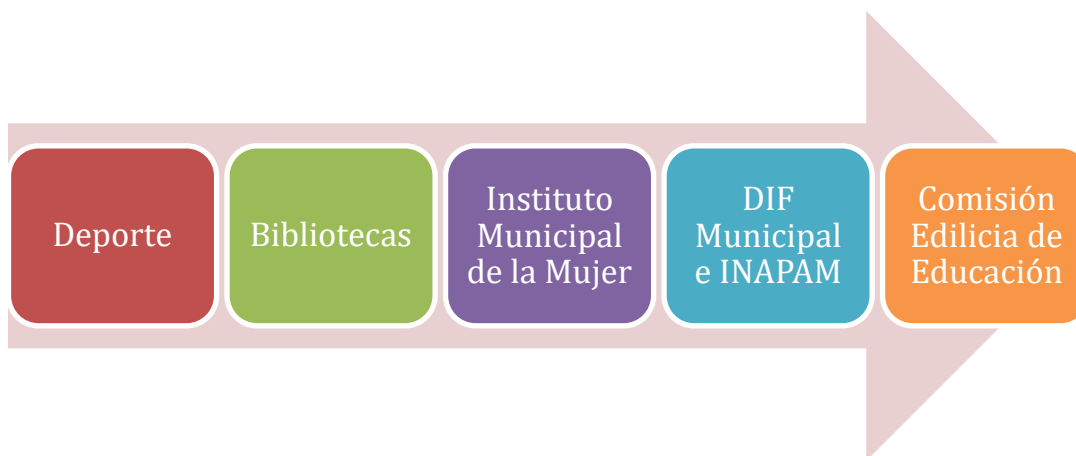 Deporte
Bibliotecas
Instituto
Municipal
de la Mujer
DIF
Municipal
e INAPAM
Comisión
Edilicia de
Educación